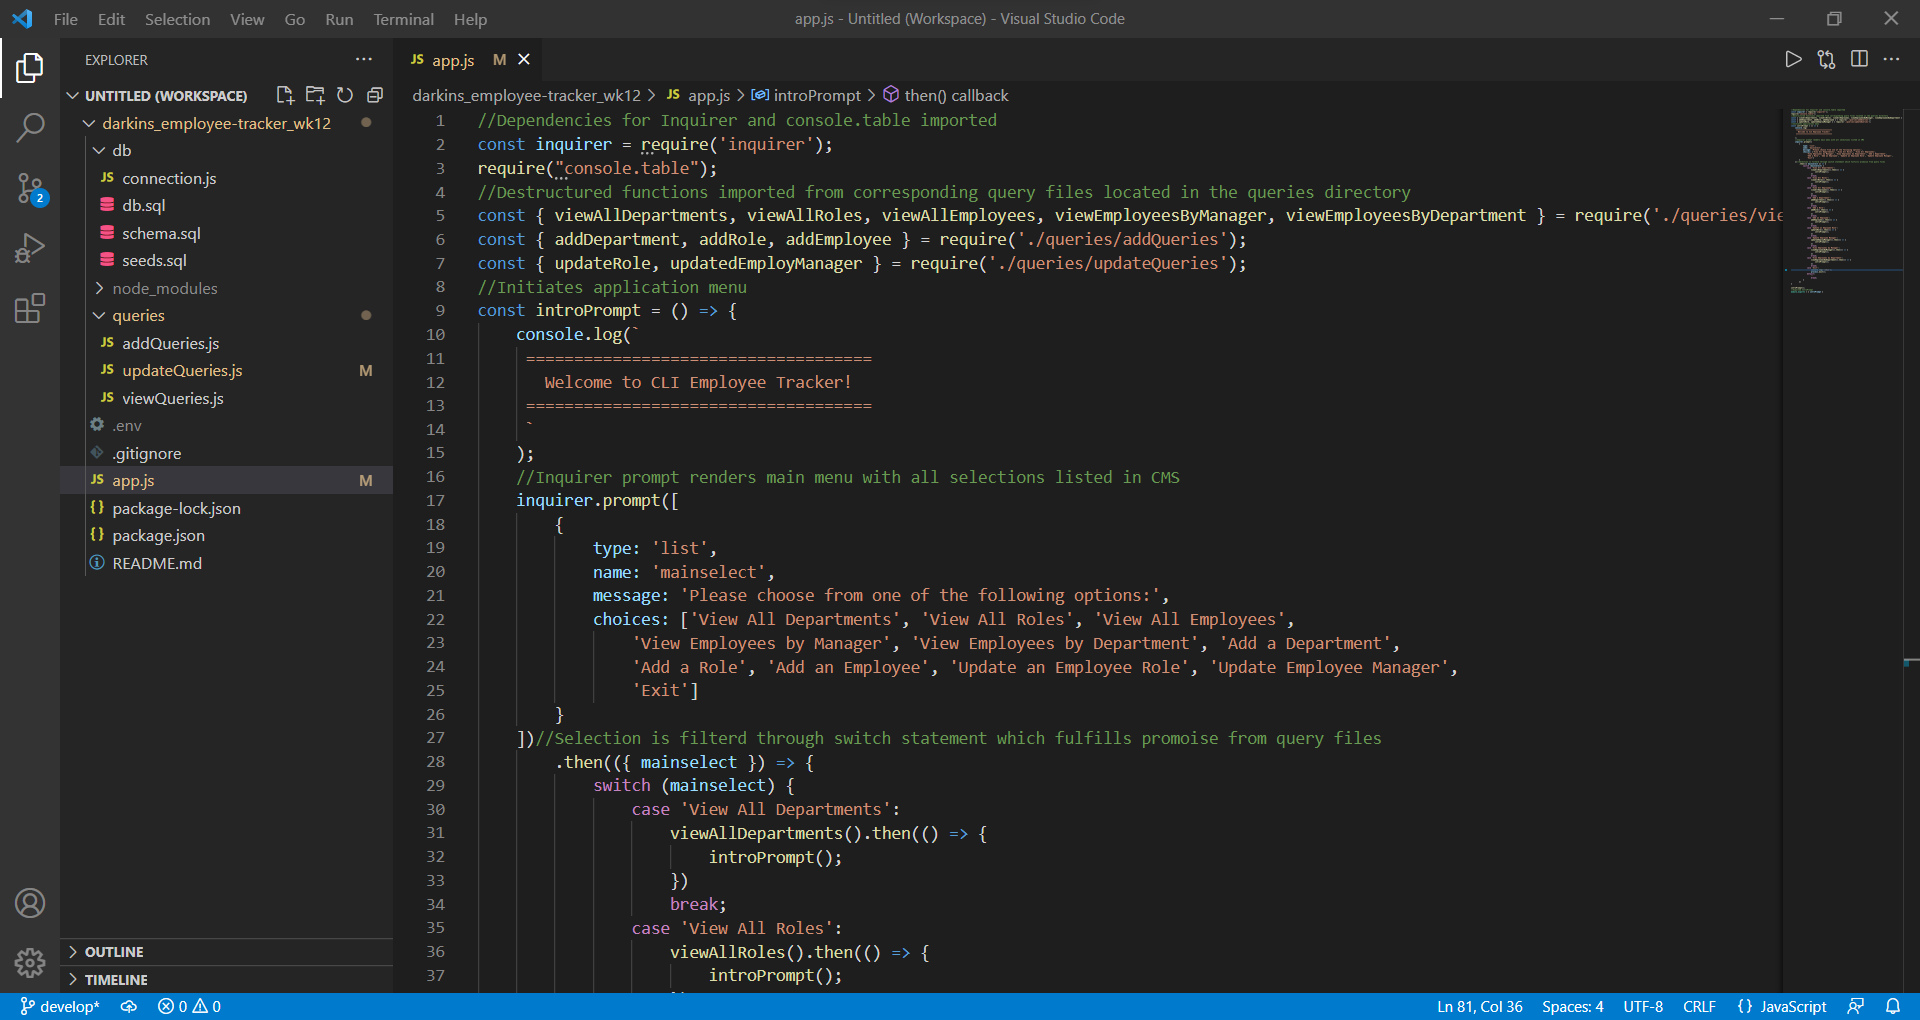 File Edit Selection View Go Run Terminal Help
app.js - Untitled (Workspace) - Visual Studio Code
EXPLORER
UNTITLED (WORKSPACE)
darkins_employee-tracker_wk12
db
JS connection.js
db.sql
schema.sql
seeds.sql
node_modules
queries
JS addQueries.js
JS updateQueries.js M
JS viewQueries.js
.env
.gitignore
JS app.js M
{} package-lock.json
{} package.json
README.md
OUTLINE
TIMELINE
2
JS app.js M
darkins_employee-tracker_wk12 > JS app.js > introPrompt > then() callback
1 //Dependencies for Inquirer and console.table imported
2 const inquirer = require('inquirer');
3 require("console.table");
4 //Destructured functions imported from corresponding query files located in the queries directory
5 const { viewAllDepartments, viewAllRoles, viewAllEmployees, viewEmployeesByManager, viewEmployeesByDepartment } = require('./queries/vie
6 const { addDepartment, addRole, addEmployee } = require('./queries/addQueries');
7 const { updateRole, updatedEmployManager } = require('./queries/updateQueries');
8 //Initiates application menu
9 const introPrompt = () => {
10 console.log(`
11 ====================================
12 Welcome to CLI Employee Tracker!
13 ====================================
14 `
15 );
16 //Inquirer prompt renders main menu with all selections listed in CMS
17 inquirer.prompt([
18 {
19 type: 'list',
20 name: 'mainselect',
21 message: 'Please choose from one of the following options:',
22 choices: ['View All Departments', 'View All Roles', 'View All Employees',
23 'View Employees by Manager', 'View Employees by Department', 'Add a Department',
24 'Add a Role', 'Add an Employee', 'Update an Employee Role', 'Update Employee Manager',
25 'Exit']
26 }
27 ])//Selection is filterd through switch statement which fulfills promoise from query files
28 .then(({ mainselect }) => {
29 switch (mainselect) {
30 case 'View All Departments':
31 viewAllDepartments().then(() => {
32 introPrompt();
33 })
34 break;
35 case 'View All Roles':
36 viewAllRoles().then(() => {
37 introPrompt();
develop* 0 0
Ln 81, Col 36 Spaces: 4 UTF-8 CRLF {} JavaScript